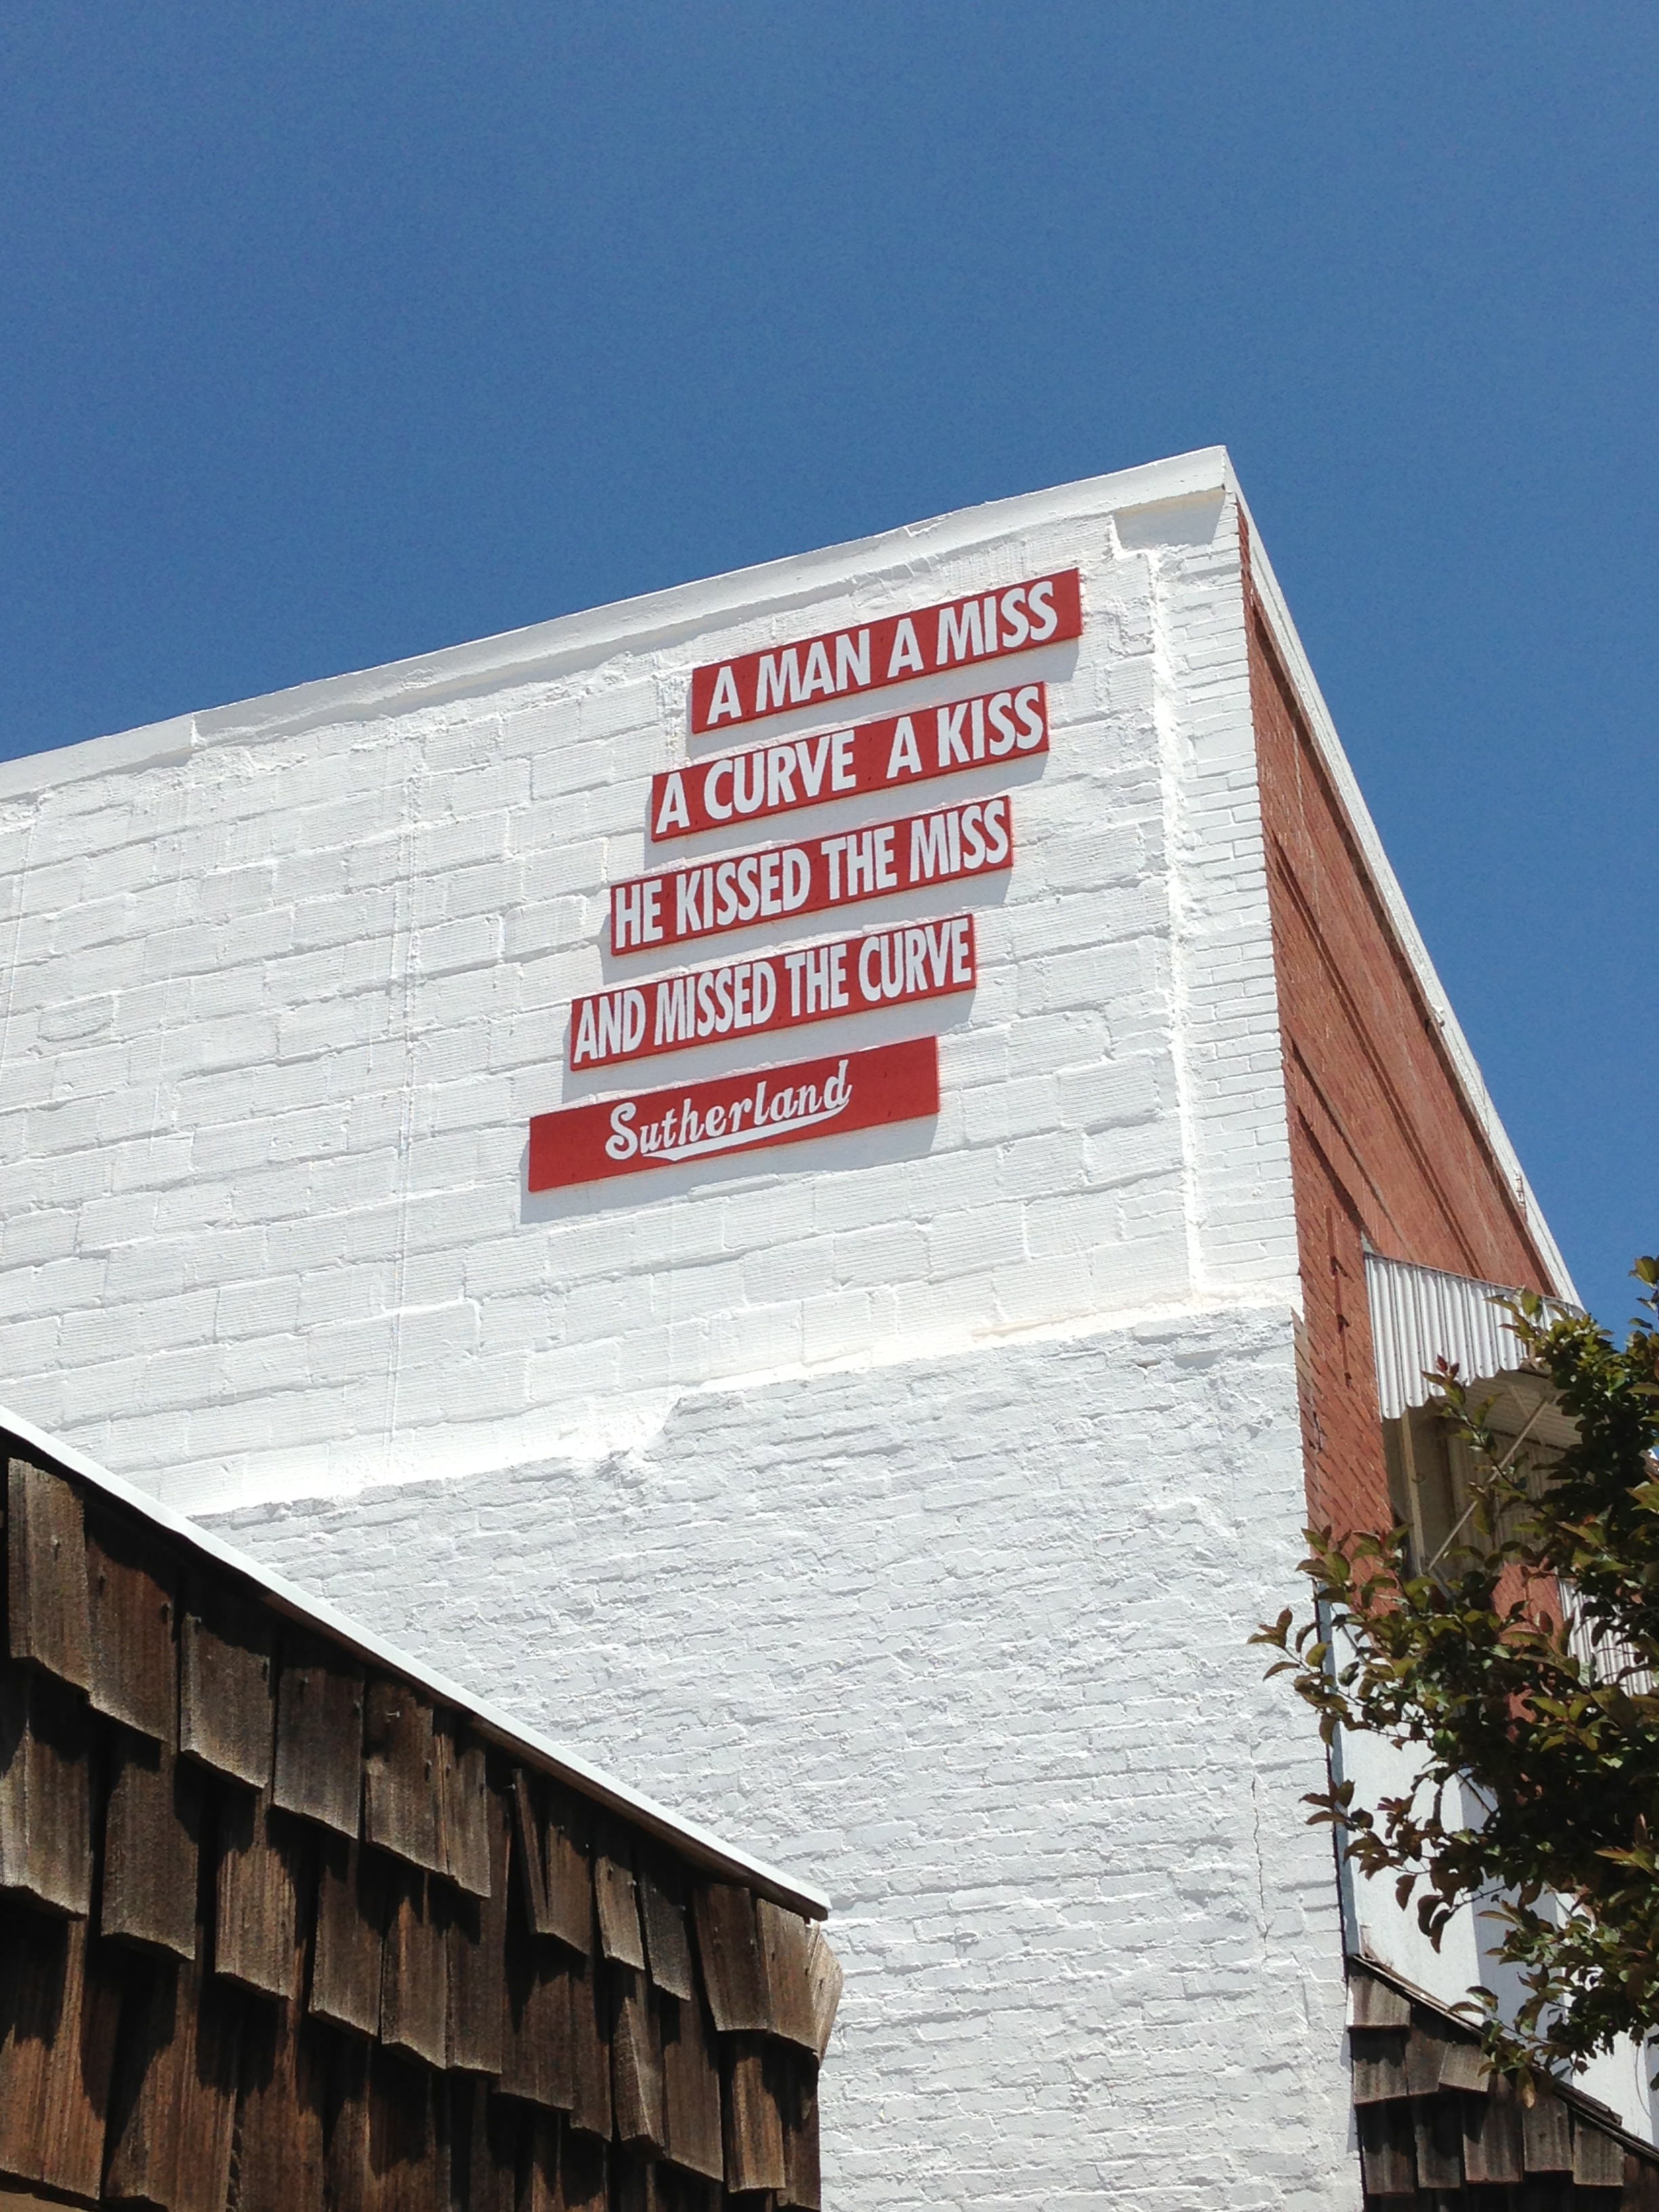 A MAN A MISS
A CURVE A KISS
HE KISSED THE MISS
AND MISSED THE CURVE
Sutherland